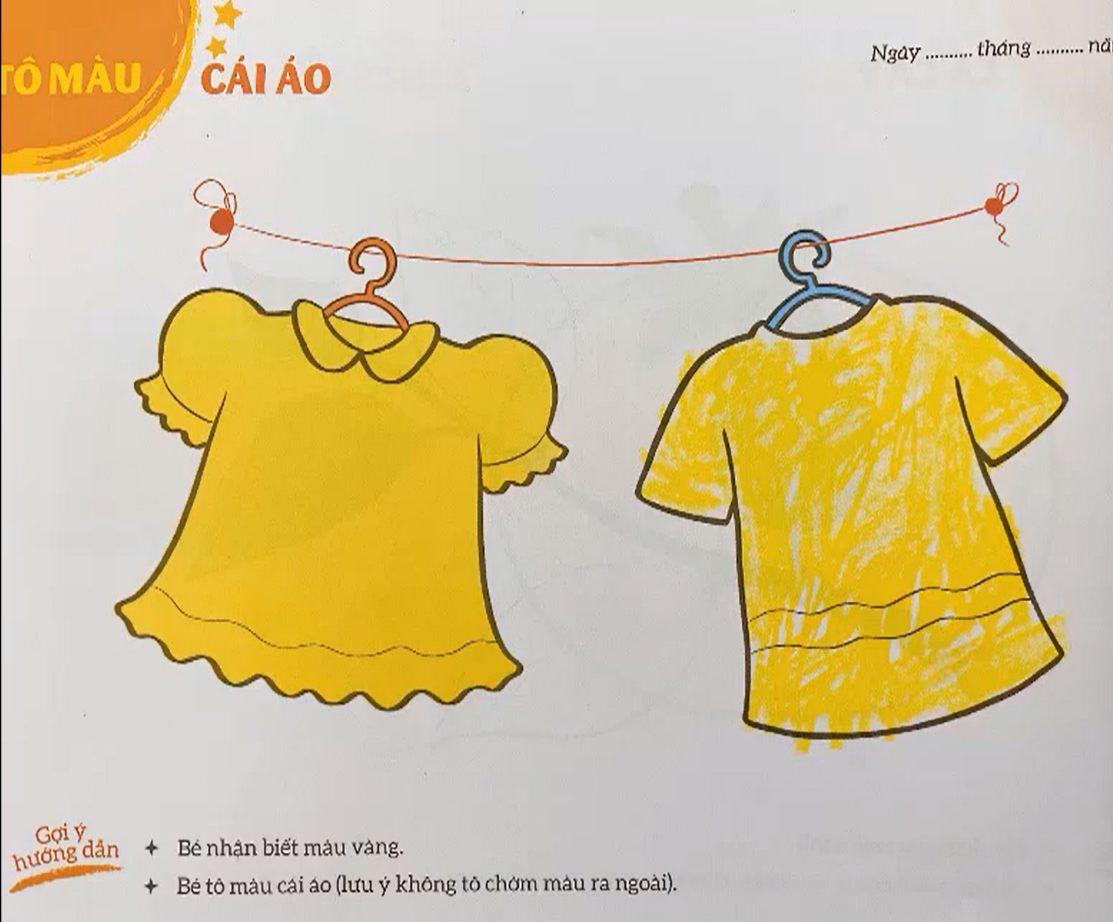 TÔ MÀU CÁI ÁO
Ngày .......... tháng .......... nă
Gợi ý
hướng dẫn
Bé nhận biết màu vàng.
Bé tô màu cái áo (lưu ý không tô chờm màu ra ngoài).